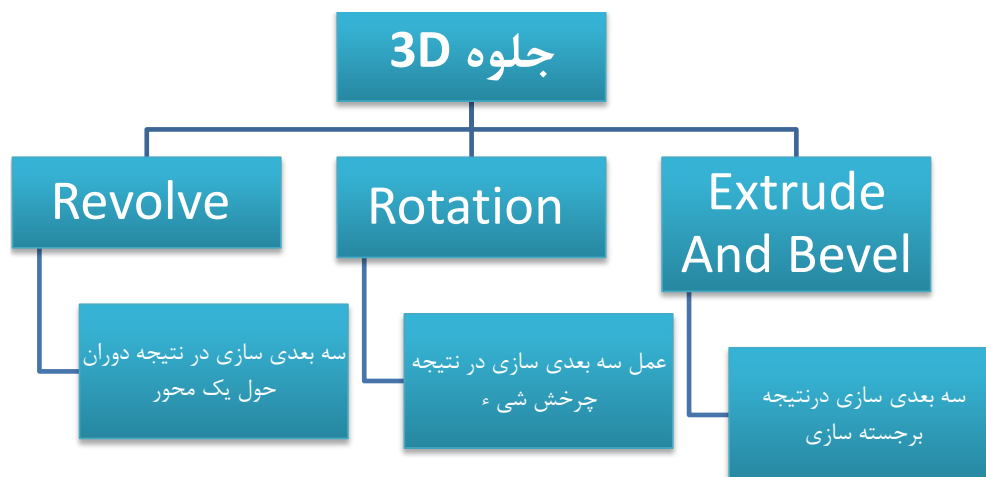 جلوه 3D
Revolve
Rotation
Extrude
And Bevel
سه بعدی سازی در نتیجه دوران
حول یک محور
عمل سه بعدی سازی در نتیجه
چرخش شی ء
سه بعدی سازی درنتیجه
برجسته سازی